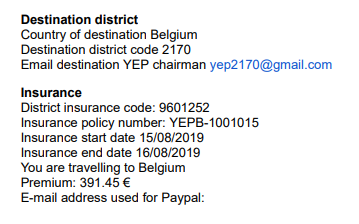 Destination district
Country of destination Belgium
Destination district code 2170
Email destination YEP chairman yep2170@gmail.com
Insurance
District insurance code: 9601252
Insurance policy number: YEPB-1001015
Insurance start date 15/08/2019
Insurance end date 16/08/2019
You are travelling to Belgium
Premium: 391.45 €
E-mail address used for Paypal: